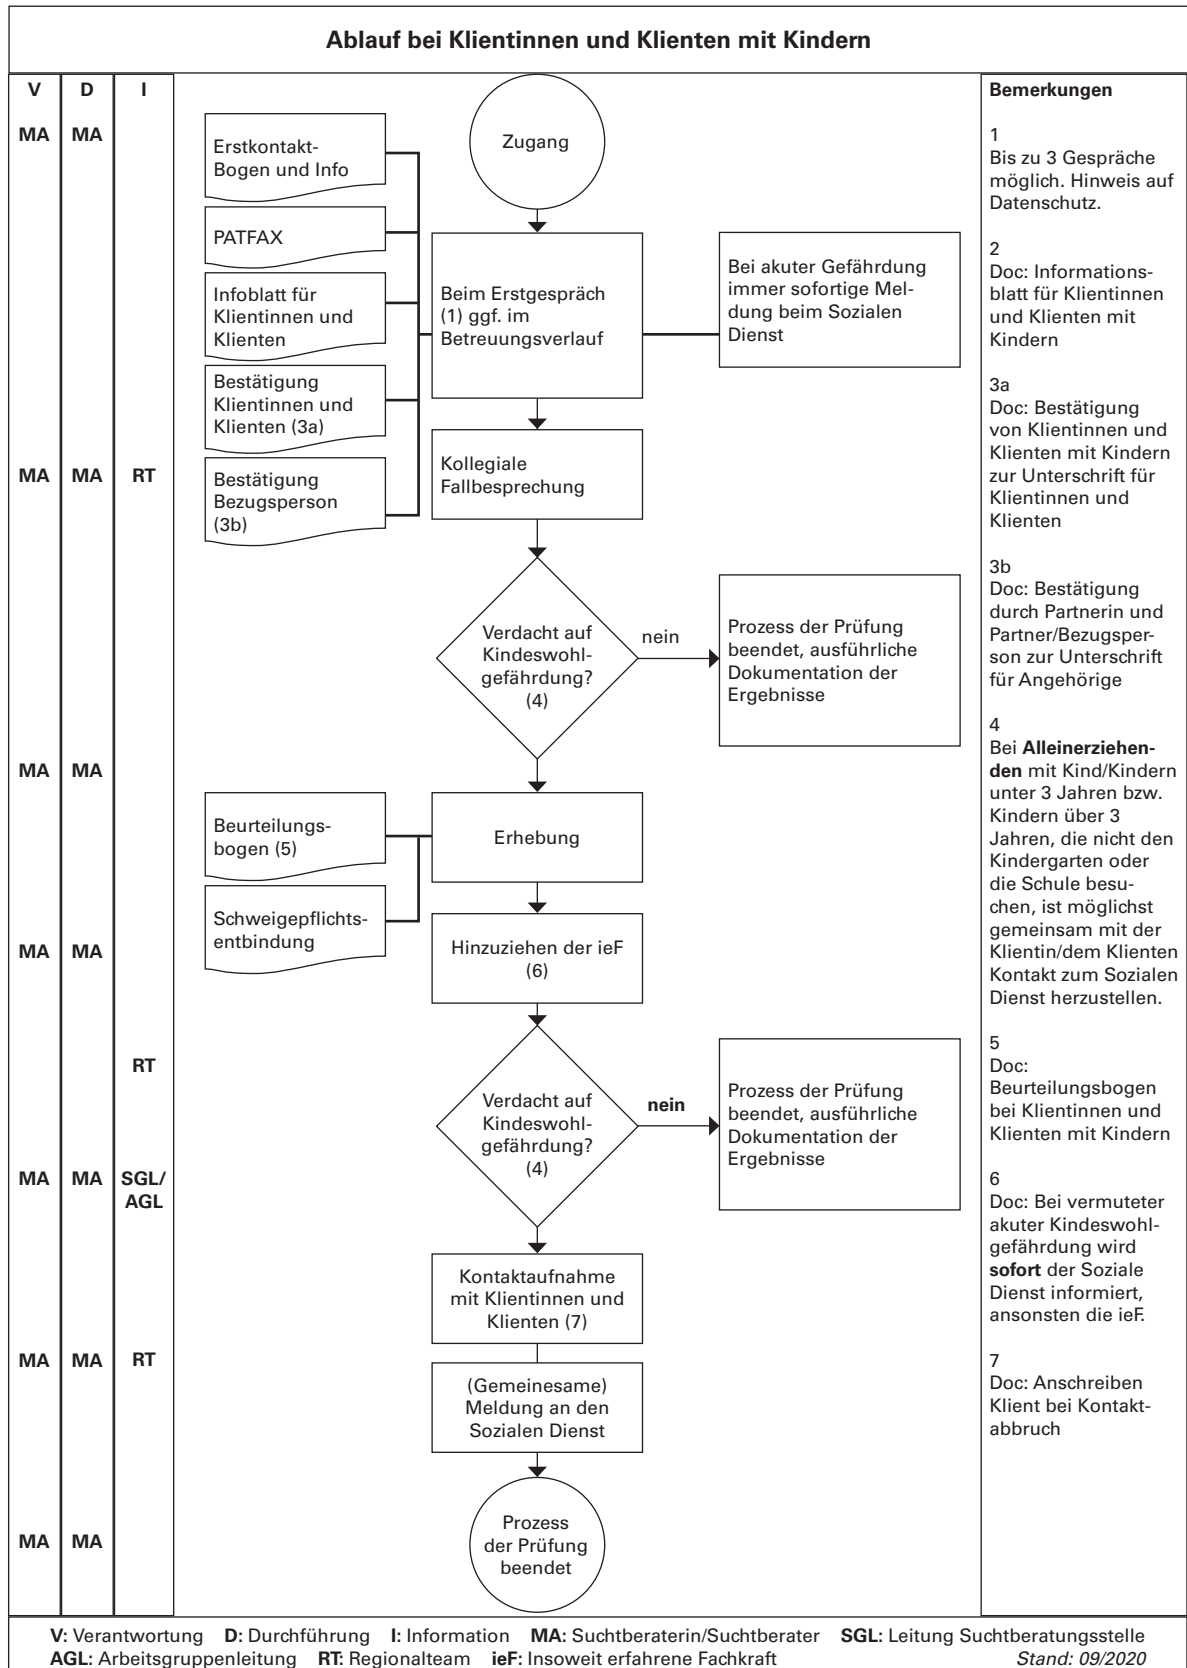 Ablauf bei Klientinnen und Klienten mit Kindern
V D I
MA MA
MA MA RT
MA MA
MA MA
RT
MA MA SGL/
AGL
MA MA RT
MA MA
Zugang
Erstkontakt-
Bogen und Info
PATFAX
Infoblatt für
Klientinnen und
Klienten
Bestätigung
Klientinnen und
Klienten (3a)
Bestätigung
Bezugsperson
(3b)
Beim Erstgespräch
(1) ggf. im
Betreuungsverlauf
Bei akuter Gefährdung
immer sofortige Mel-
dung beim Sozialen
Dienst
Kollegiale
Fallbesprechung
Verdacht auf
Kindeswohl-
gefährdung?
(4)
nein
Prozess der Prüfung
beendet, ausführliche
Dokumentation der
Ergebnisse
Beurteilungs-
bogen (5)
Schweigepflichts-
entbindung
Erhebung
Hinzuziehen der ieF
(6)
Verdacht auf
Kindeswohl-
gefährdung?
(4)
nein
Prozess der Prüfung
beendet, ausführliche
Dokumentation der
Ergebnisse
Kontaktaufnahme
mit Klientinnen und
Klienten (7)
(Gemeinesame)
Meldung an den
Sozialen Dienst
Prozess
der Prüfung
beendet
Bemerkungen
1
Bis zu 3 Gespräche
möglich. Hinweis auf
Datenschutz.
2
Doc: Informations-
blatt für Klientinnen
und Klienten mit
Kindern
3a
Doc: Bestätigung
von Klientinnen und
Klienten mit Kindern
zur Unterschrift für
Klientinnen und
Klienten
3b
Doc: Bestätigung
durch Partnerin und
Partner/Bezugsper-
son zur Unterschrift
für Angehörige
4
Bei Alleinerziehen-
den mit Kind/Kindern
unter 3 Jahren bzw.
Kindern über 3
Jahren, die nicht den
Kindergarten oder
die Schule besu-
chen, ist möglichst
gemeinsam mit der
Klientin/dem Klienten
Kontakt zum Sozialen
Dienst herzustellen.
5
Doc:
Beurteilungsbogen
bei Klientinnen und
Klienten mit Kindern
6
Doc: Bei vermuteter
akuter Kindeswohl-
gefährdung wird
sofort der Soziale
Dienst informiert,
ansonsten die ieF.
7
Doc: Anschreiben
Klient bei Kontakt-
abbruch
V: Verantwortung D: Durchführung I: Information MA: Suchtberaterin/Suchtberater SGL: Leitung Suchtberatungsstelle
AGL: Arbeitsgruppenleitung RT: Regionalteam ieF: Insoweit erfahrene Fachkraft Stand: 09/2020